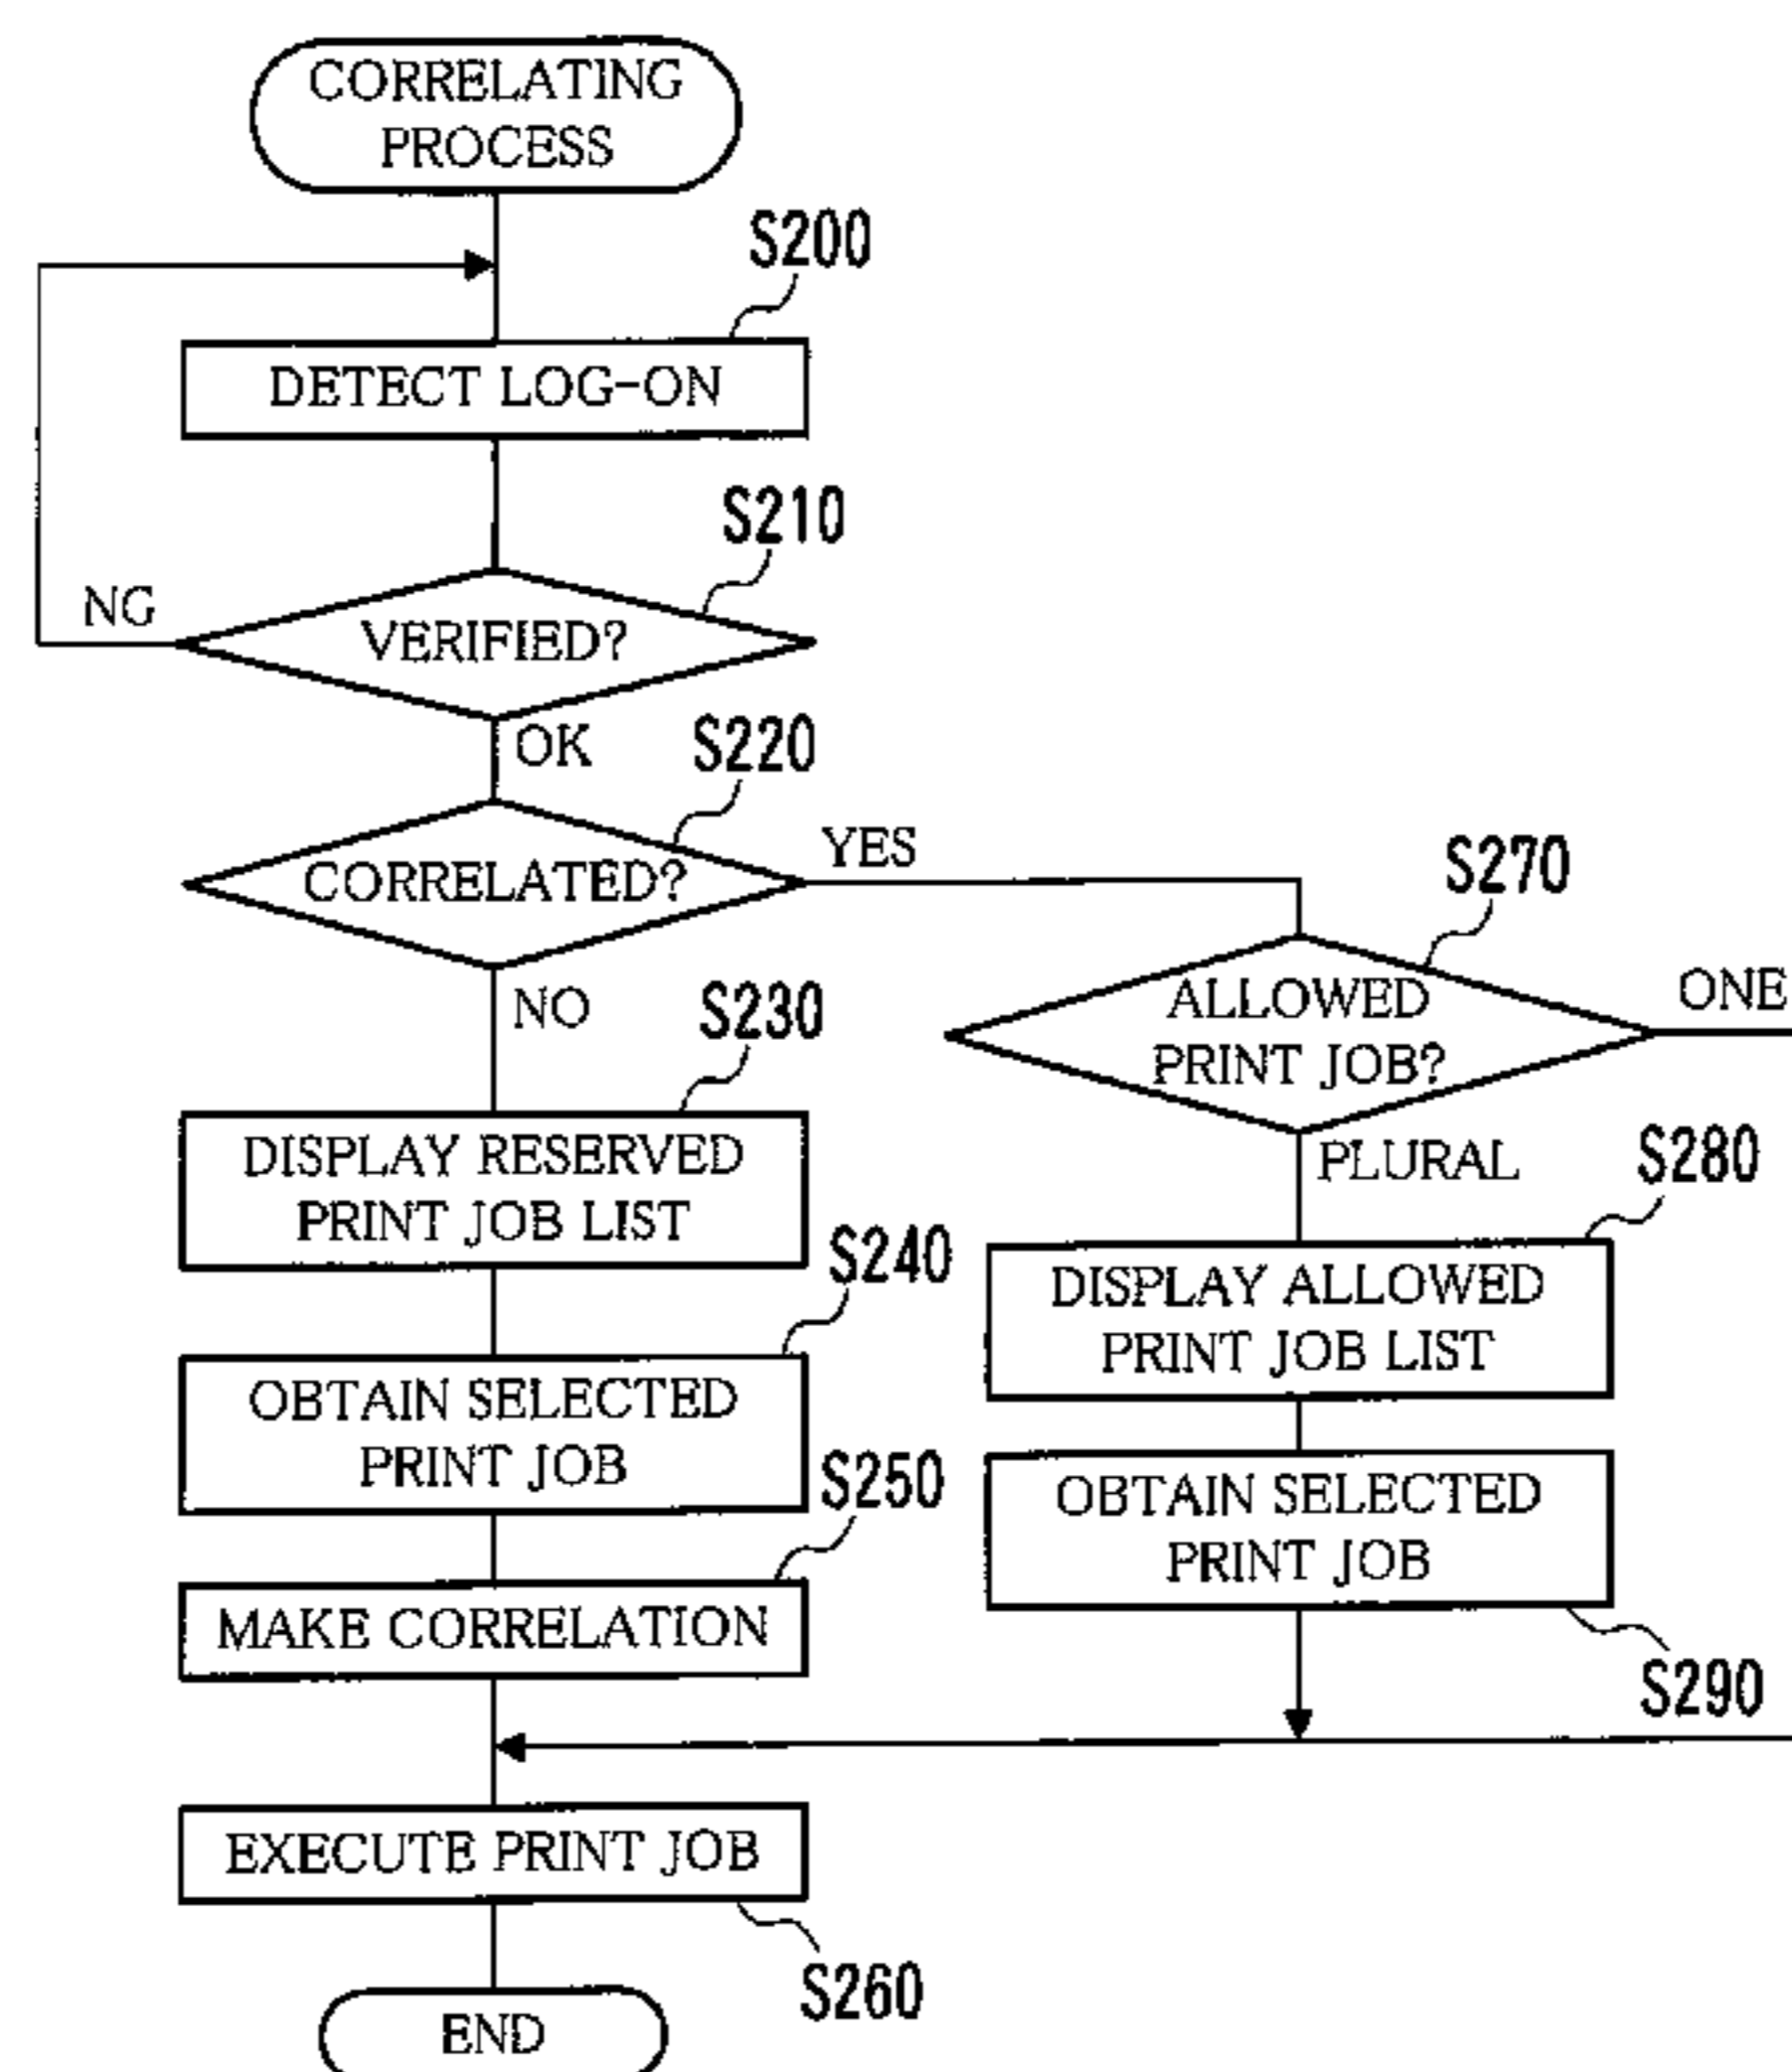 CORRELATING
PROCESS
S200
DETECT LOG-ON
S210
NG
VERIFIED?
OK
S220
YES
CORRELATED?
S270
NO
ALLOWED
PRINT JOB?
ONE
S230
PLURAL
S280
DISPLAY RESERVED
PRINT JOB LIST
S240
DISPLAY ALLOWED
PRINT JOB LIST
OBTAIN SELECTED
PRINT JOB
S250
OBTAIN SELECTED
PRINT JOB
MAKE CORRELATION
S290
EXECUTE PRINT JOB
S260
END